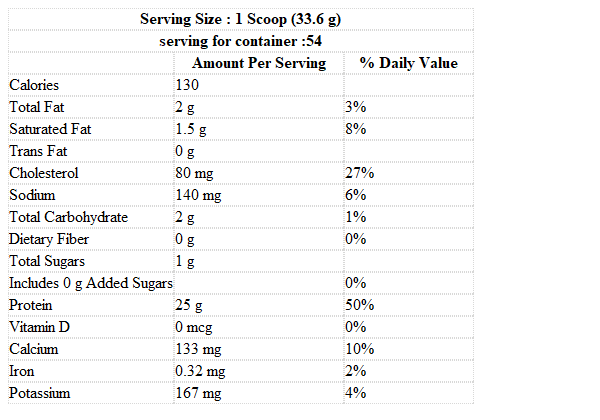 Serving Size : 1 Scoop (33.6 g)
serving for container :54
Amount Per Serving % Daily Value
Calories 130
Total Fat 2 g 3%
Saturated Fat 1.5 g 8%
Trans Fat 0 g
Cholesterol 80 mg 27%
Sodium 140 mg 6%
Total Carbohydrate 2 g 1%
Dietary Fiber 0 g 0%
Total Sugars 1 g
Includes 0 g Added Sugars 0%
Protein 25 g 50%
Vitamin D 0 mcg 0%
Calcium 133 mg 10%
Iron 0.32 mg 2%
Potassium 167 mg 4%